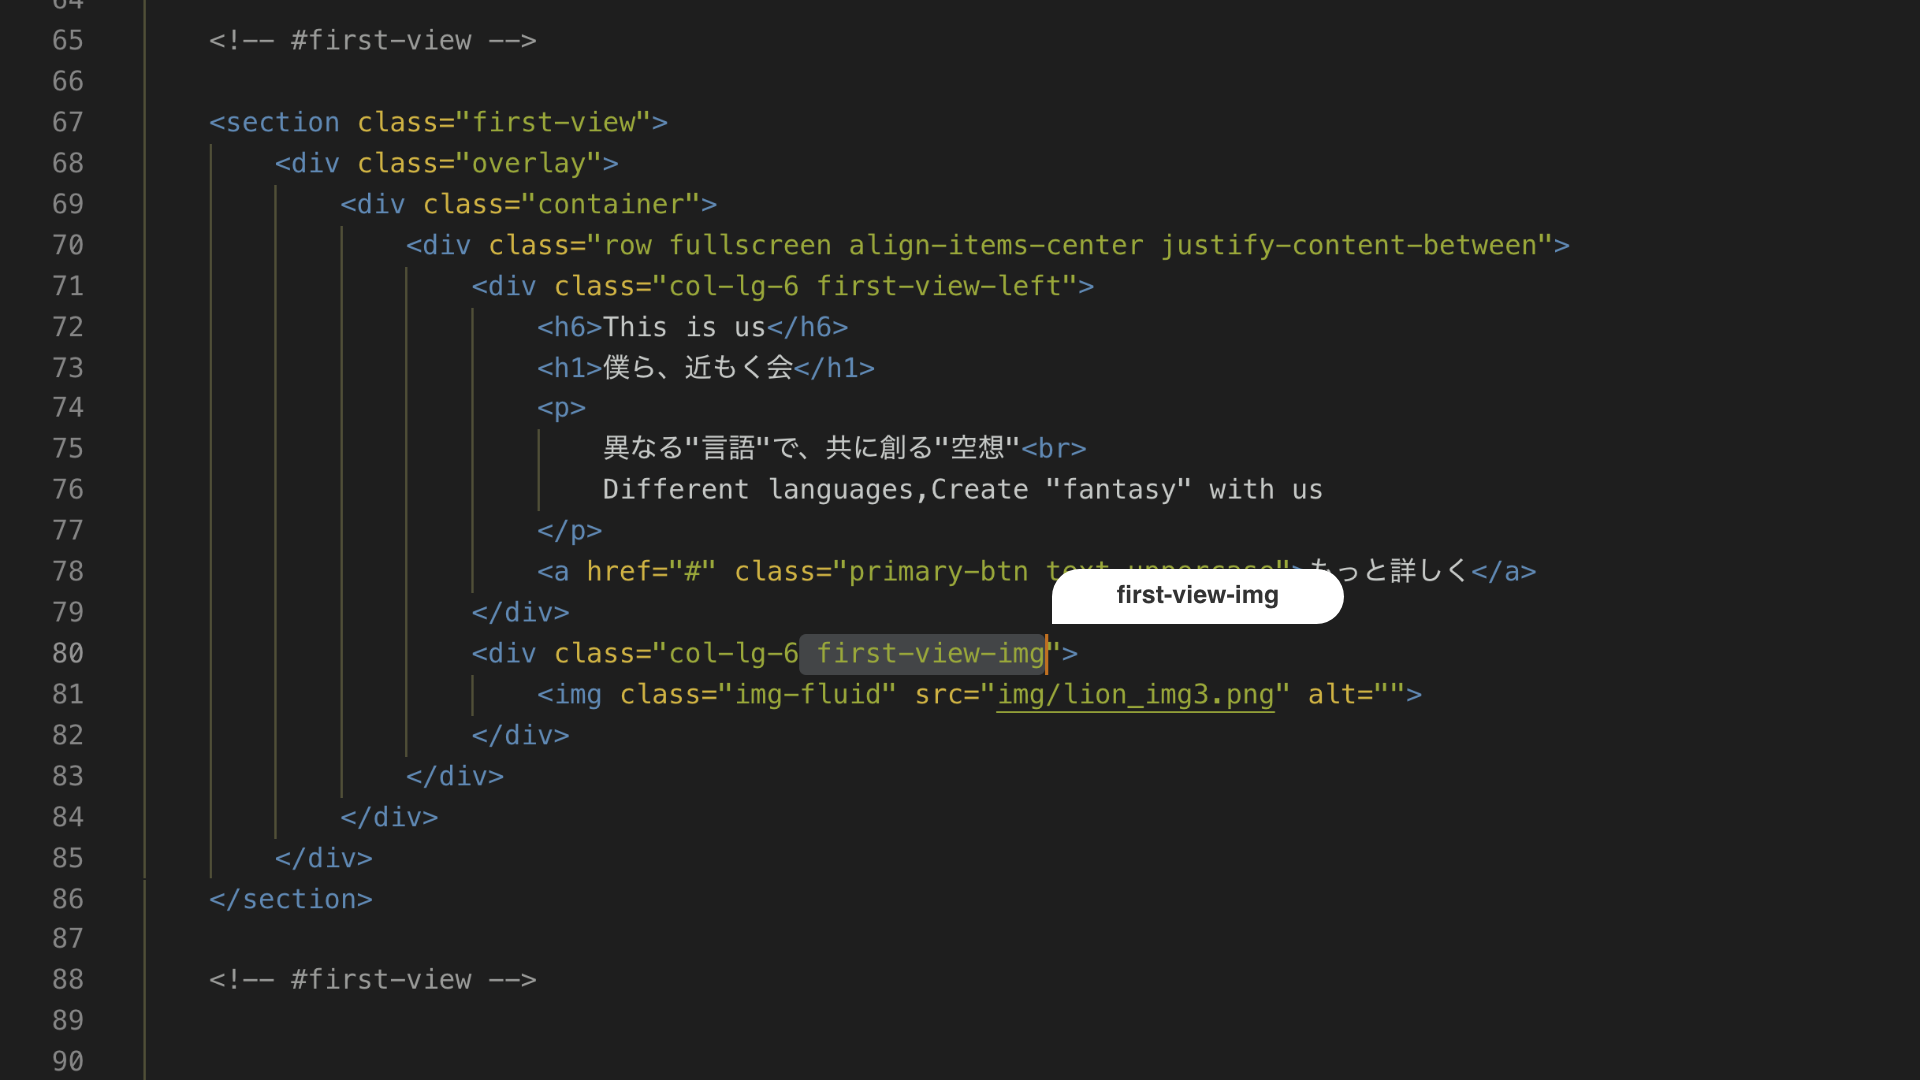 64
65 <!-- #first-view -->
66
67 <section class="first-view">
68 <div class="overlay">
69 <div class="container">
70 <div class="row fullscreen align-items-center justify-content-between">
71 <div class="col-lg-6 first-view-left">
72 <h6>This is us</h6>
73 <h1>僕ら、近もく会</h1>
74 <p>
75 異なる"言語"で、共に創る"空想"<br>
76 Different languages,Create "fantasy" with us
77 </p>
78 <a href="#" class="primary-btn text-uppercase">もっと詳しく</a>
first-view-img
79 </div>
80 <div class="col-lg-6 first-view-img">
81 <img class="img-fluid" src="img/lion_img3.png" alt="">
82 </div>
83 </div>
84 </div>
85 </div>
86 </section>
87
88 <!-- #first-view -->
89
90